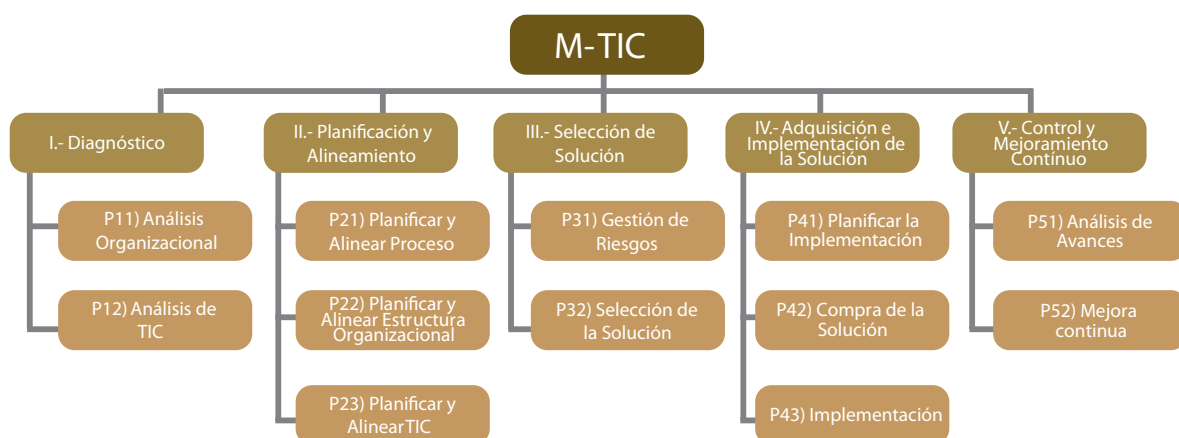 M-TIC
I.- Diagnóstico
P11) Análisis
Organizacional
P12) Análisis de
TIC
II.- Planificación y
Alineamiento
P21) Planificar y
Alinear Proceso
P22) Planificar y
Alinear Estructura
Organizacional
P23) Planificar y
Alinear TIC
III.- Selección de
Solución
P31) Gestión de
Riesgos
P32) Selección de
la Solución
IV.- Adquisición e
Implementación de
la Solución
P41) Planificar la
Implementación
P42) Compra de la
Solución
P43) Implementación
V.- Control y
Mejoramiento
Contínuo
P51) Análisis de
Avances
P52) Mejora
continua